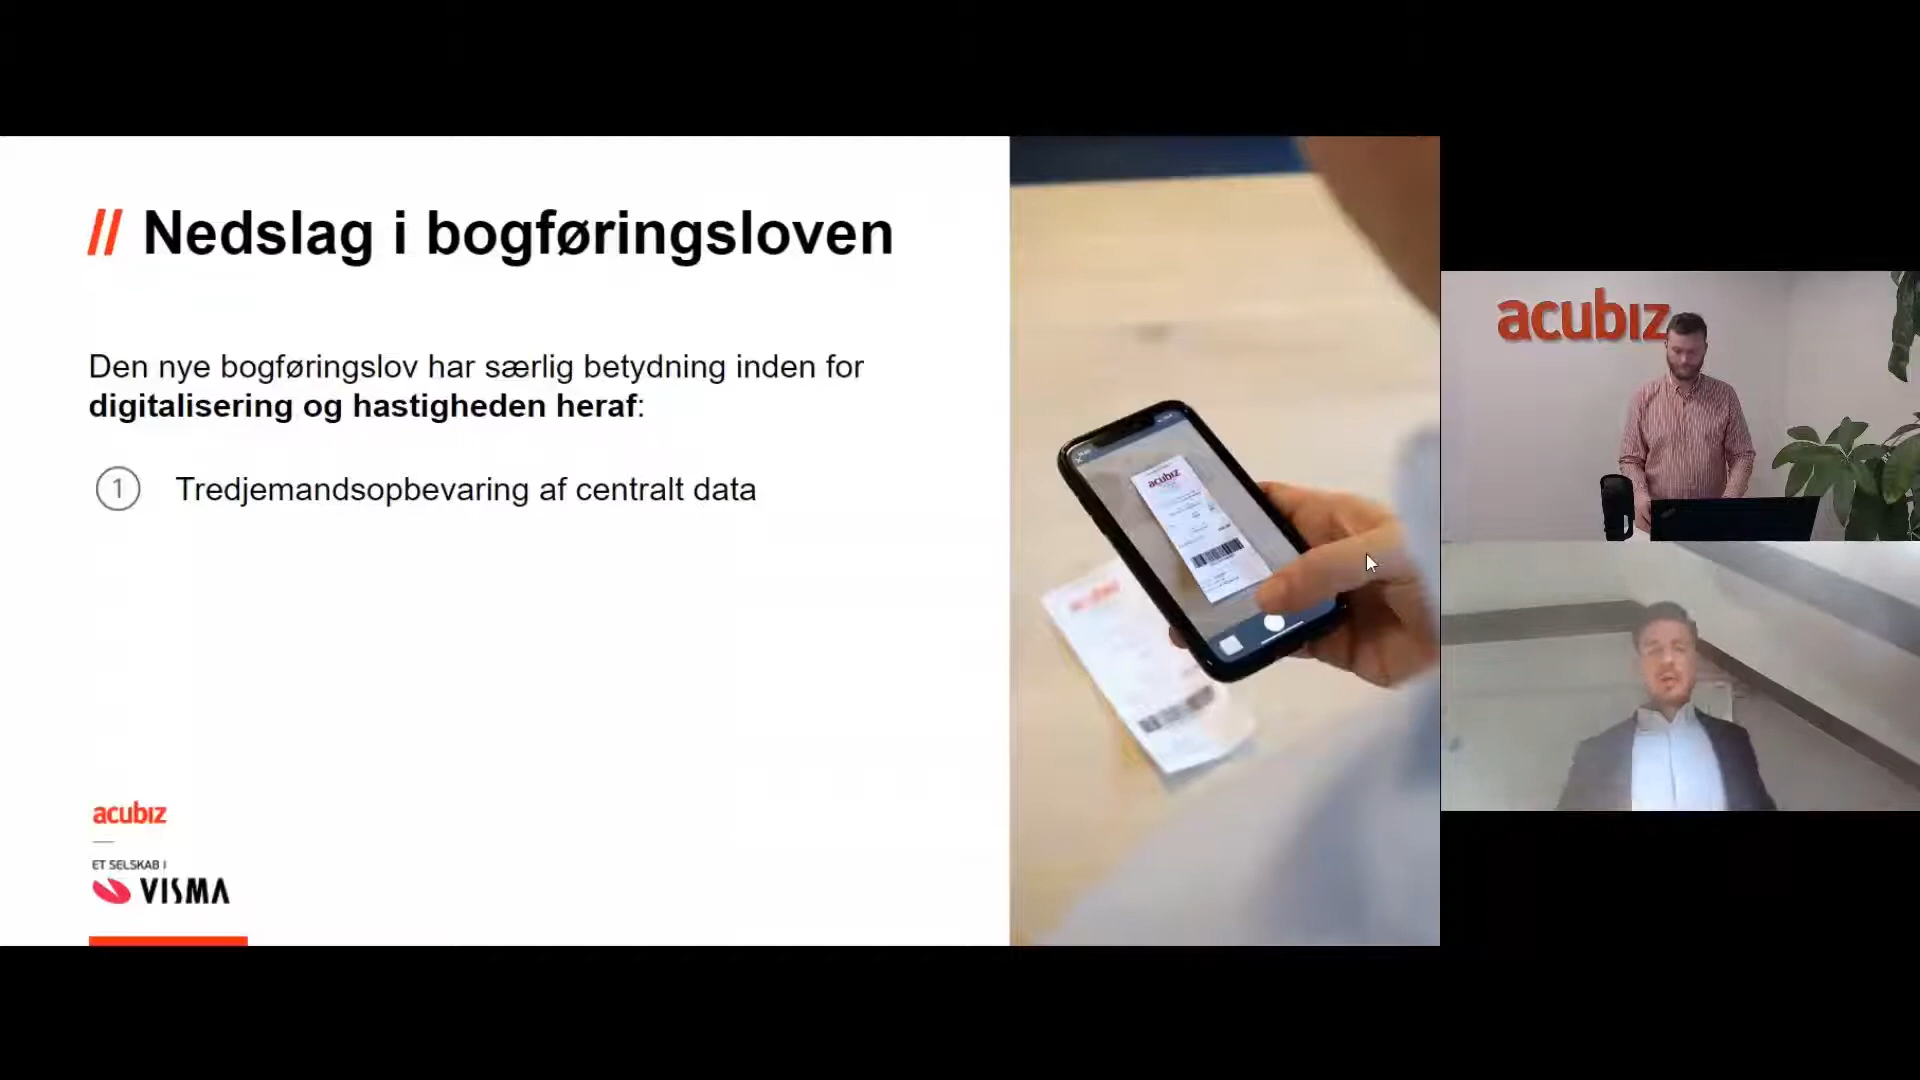 // Nedslag i bogføringsloven
Den nye bogføringslov har særlig betydning inden for
digitalisering og hastigheden heraf:
1 Tredjemandsopbevaring af centralt data
acubiz
ET SELSKAB I
VISMA
acubiz
acubiz